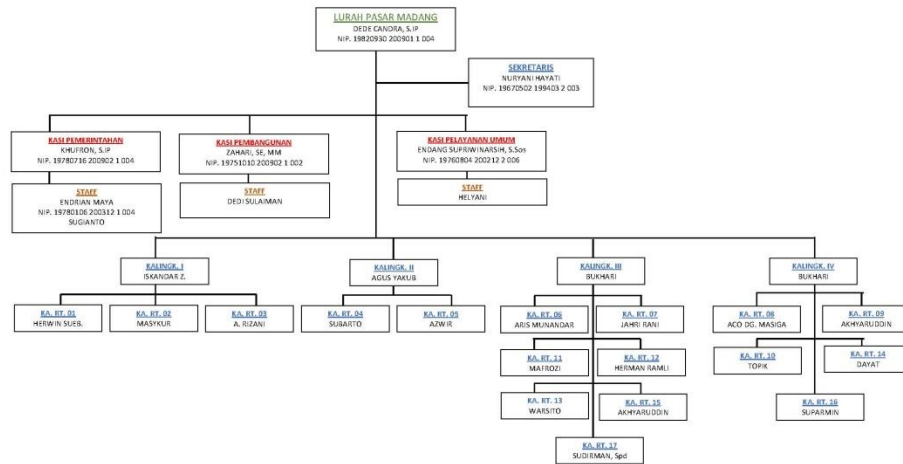 LURAH PASAR MADANG
DEDE CANDRA, S.IP
NIP. 19820930 200901 1 004
SEKRETARIS
NURYANI HAYATI
NIP. 19670502 199403 2 003
KASI PEMERINTAHAN
KHUFRON, S.IP
NIP. 19780716 200902 1 004
KASI PEMBANGUNAN
ZAHARI, SE, MM
NIP. 19751010 200902 1 002
KASI PELAYANAN UMUM
ENDANG SUPRIWINARSIH, S.Sos
NIP. 19760804 200212 2 006
STAFF
ENDRIAN MAYA
NIP. 19780106 200312 1 004
SUGIANTO
STAFF
DEDI SULAIMAN
STAFF
HELYANI
KALINGK. I
ISKANDAR Z.
KALINGK. II
AGUS YAKUB
KALINGK. III
BUKHARI
KALINGK. IV
BUKHARI
KA. RT. 01
HERWIN SUEB.
KA. RT. 02
MASYKUR
KA. RT. 03
A. RIZANI
KA. RT. 04
SUBARTO
KA. RT. 05
AZWIR
KA. RT. 06
ARIS MUNANDAR
KA. RT. 07
JAHRI RANI
KA. RT. 08
ACO DG. MASIGA
KA. RT. 09
AKHYARUDDIN
KA. RT. 11
MAFROZI
KA. RT. 12
HERMAN RAMLI
KA. RT. 10
TOPIK
KA. RT. 14
DAYAT
KA. RT. 13
WARSITO
KA. RT. 15
AKHYARUDDIN
KA. RT. 16
SUPARMIN
KA. RT. 17
SUDIRMAN, Spd